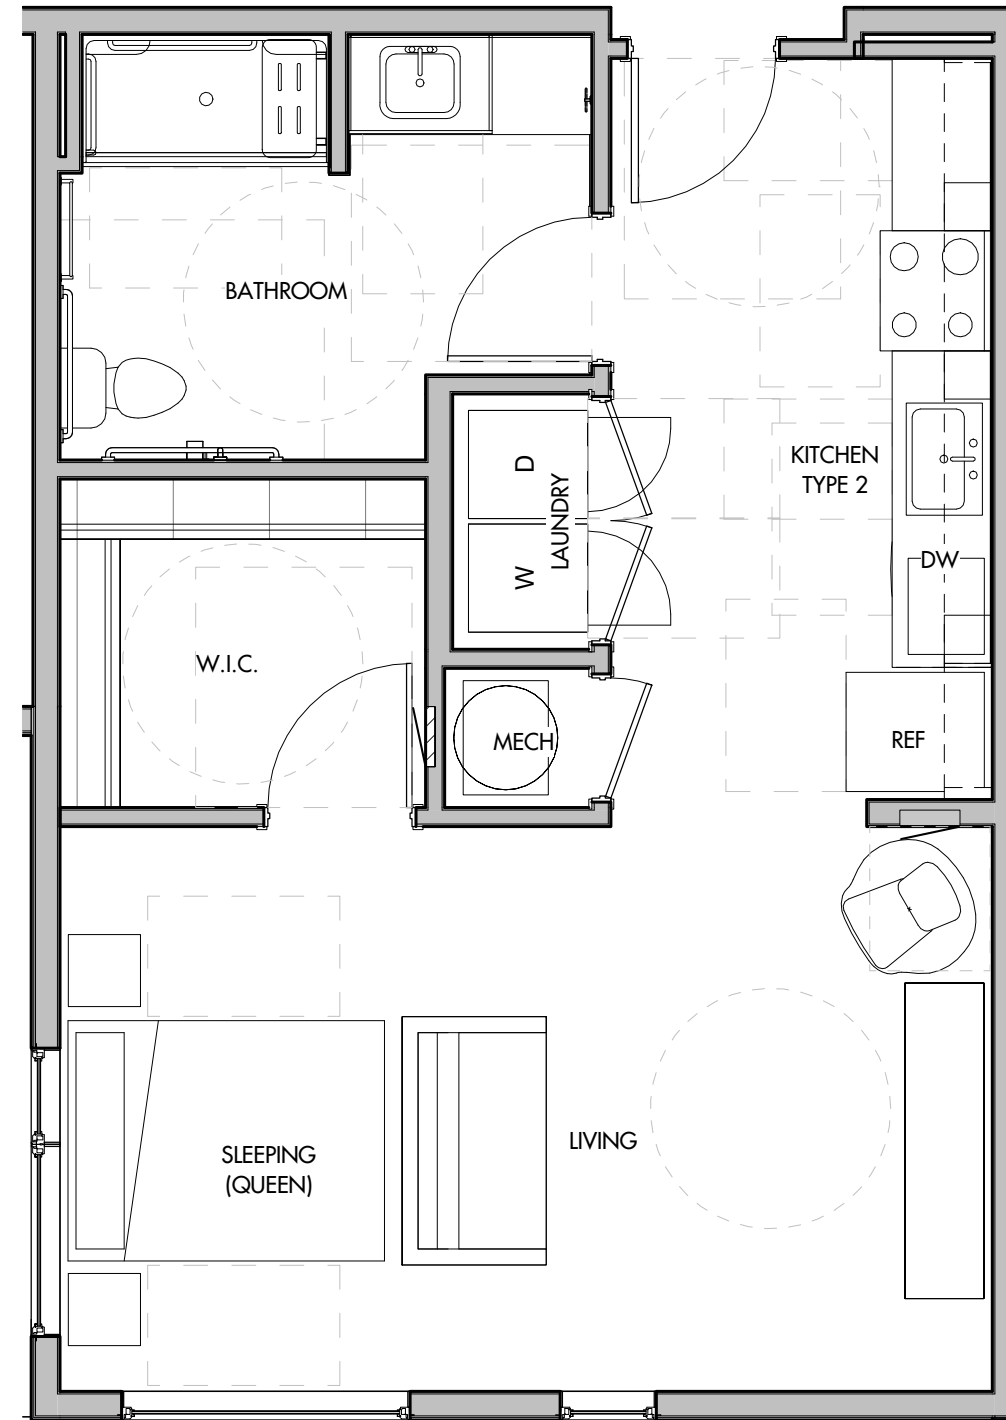 BATHROOM
KITCHEN
TYPE 2
D
LAUNDRY
W
DW
W.I.C.
MECH
REF
SLEEPING
(QUEEN)
LIVING